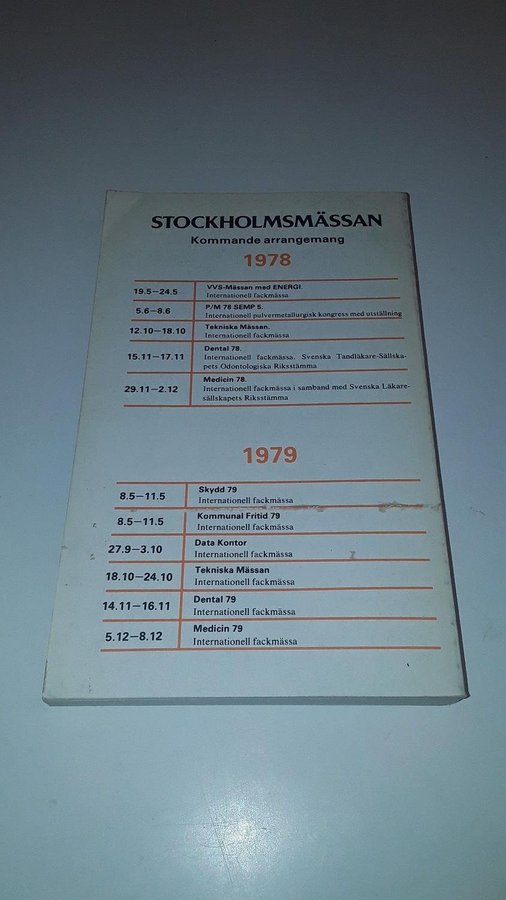 STOCKHOLMSMÄSSAN
Kommande arrangemang
1978
19.5—24.5 VVS-Mässan med ENERGI.
Internationell fackmässa
5.6—8.6 P/M 78 SEMP 5.
Internationell pulvermetallurgisk kongress med utställning
12.10—18.10 Tekniska Mässan.
Internationell fackmässa
15.11—17.11 Dental 78.
Internationell fackmässa. Svenska Tandläkare-Sällska-
pets Odontologiska Riksstämma
29.11—2.12 Medicin 78.
Internationell fackmässa i samband med Svenska Läkare-
sällskapets Riksstämma
1979
8.5—11.5 Skydd 79
Internationell fackmässa
8.5—11.5 Kommunal Fritid 79
Internationell fackmässa
27.9—3.10 Data Kontor
Internationell fackmässa
18.10—24.10 Tekniska Mässan
Internationell fackmässa
14.11—16.11 Dental 79
Internationell fackmässa
5.12—8.12 Medicin 79
Internationell fackmässa